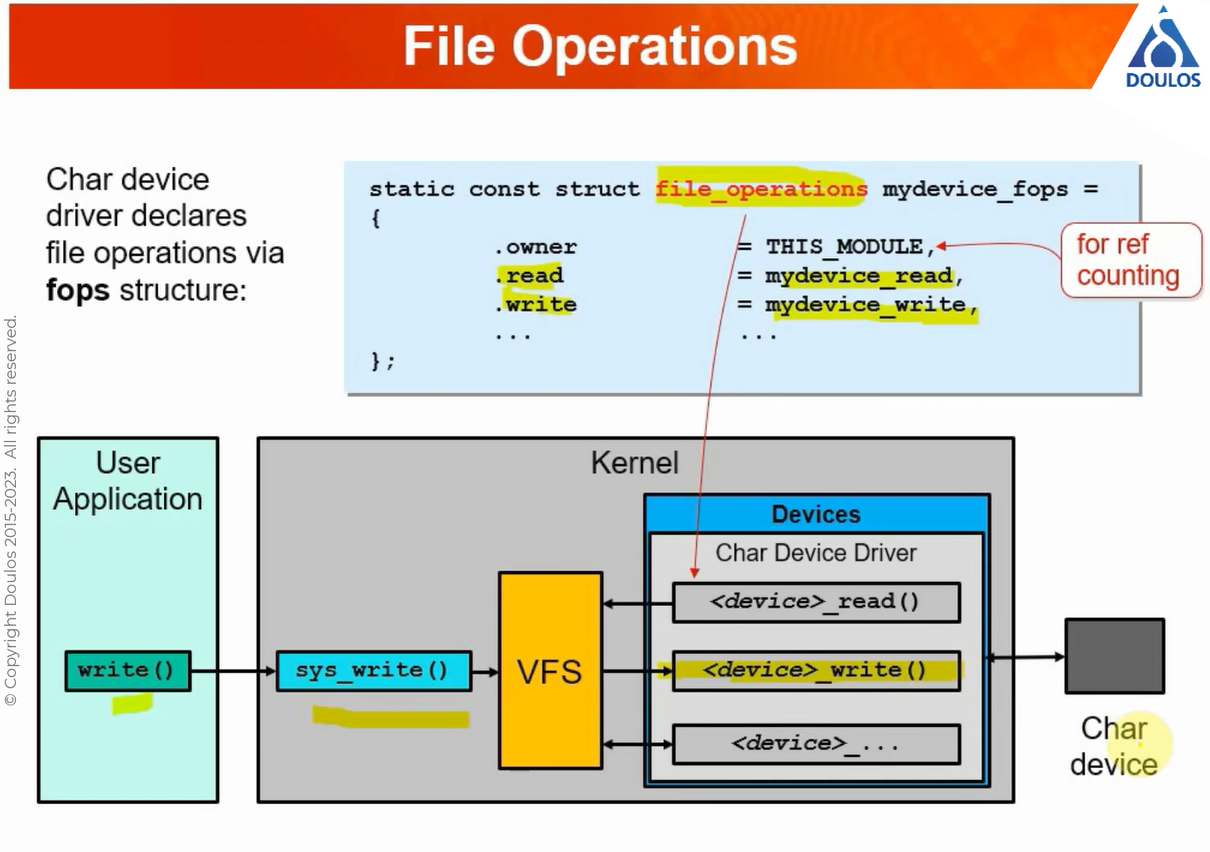 File Operations
DOULOS
Char device
driver declares
file operations via
fops structure:
static const struct file_operations mydevice_fops =
{
.owner = THIS_MODULE,
.read = mydevice_read,
.write = mydevice_write,
... ...
};
for ref
counting
© Copyright Doulos 2015-2023. All rights reserved.
User
Application
write()
Kernel
sys_write()
VFS
Devices
Char Device Driver
<device>_read()
<device>_write()
<device>_...
Char
device